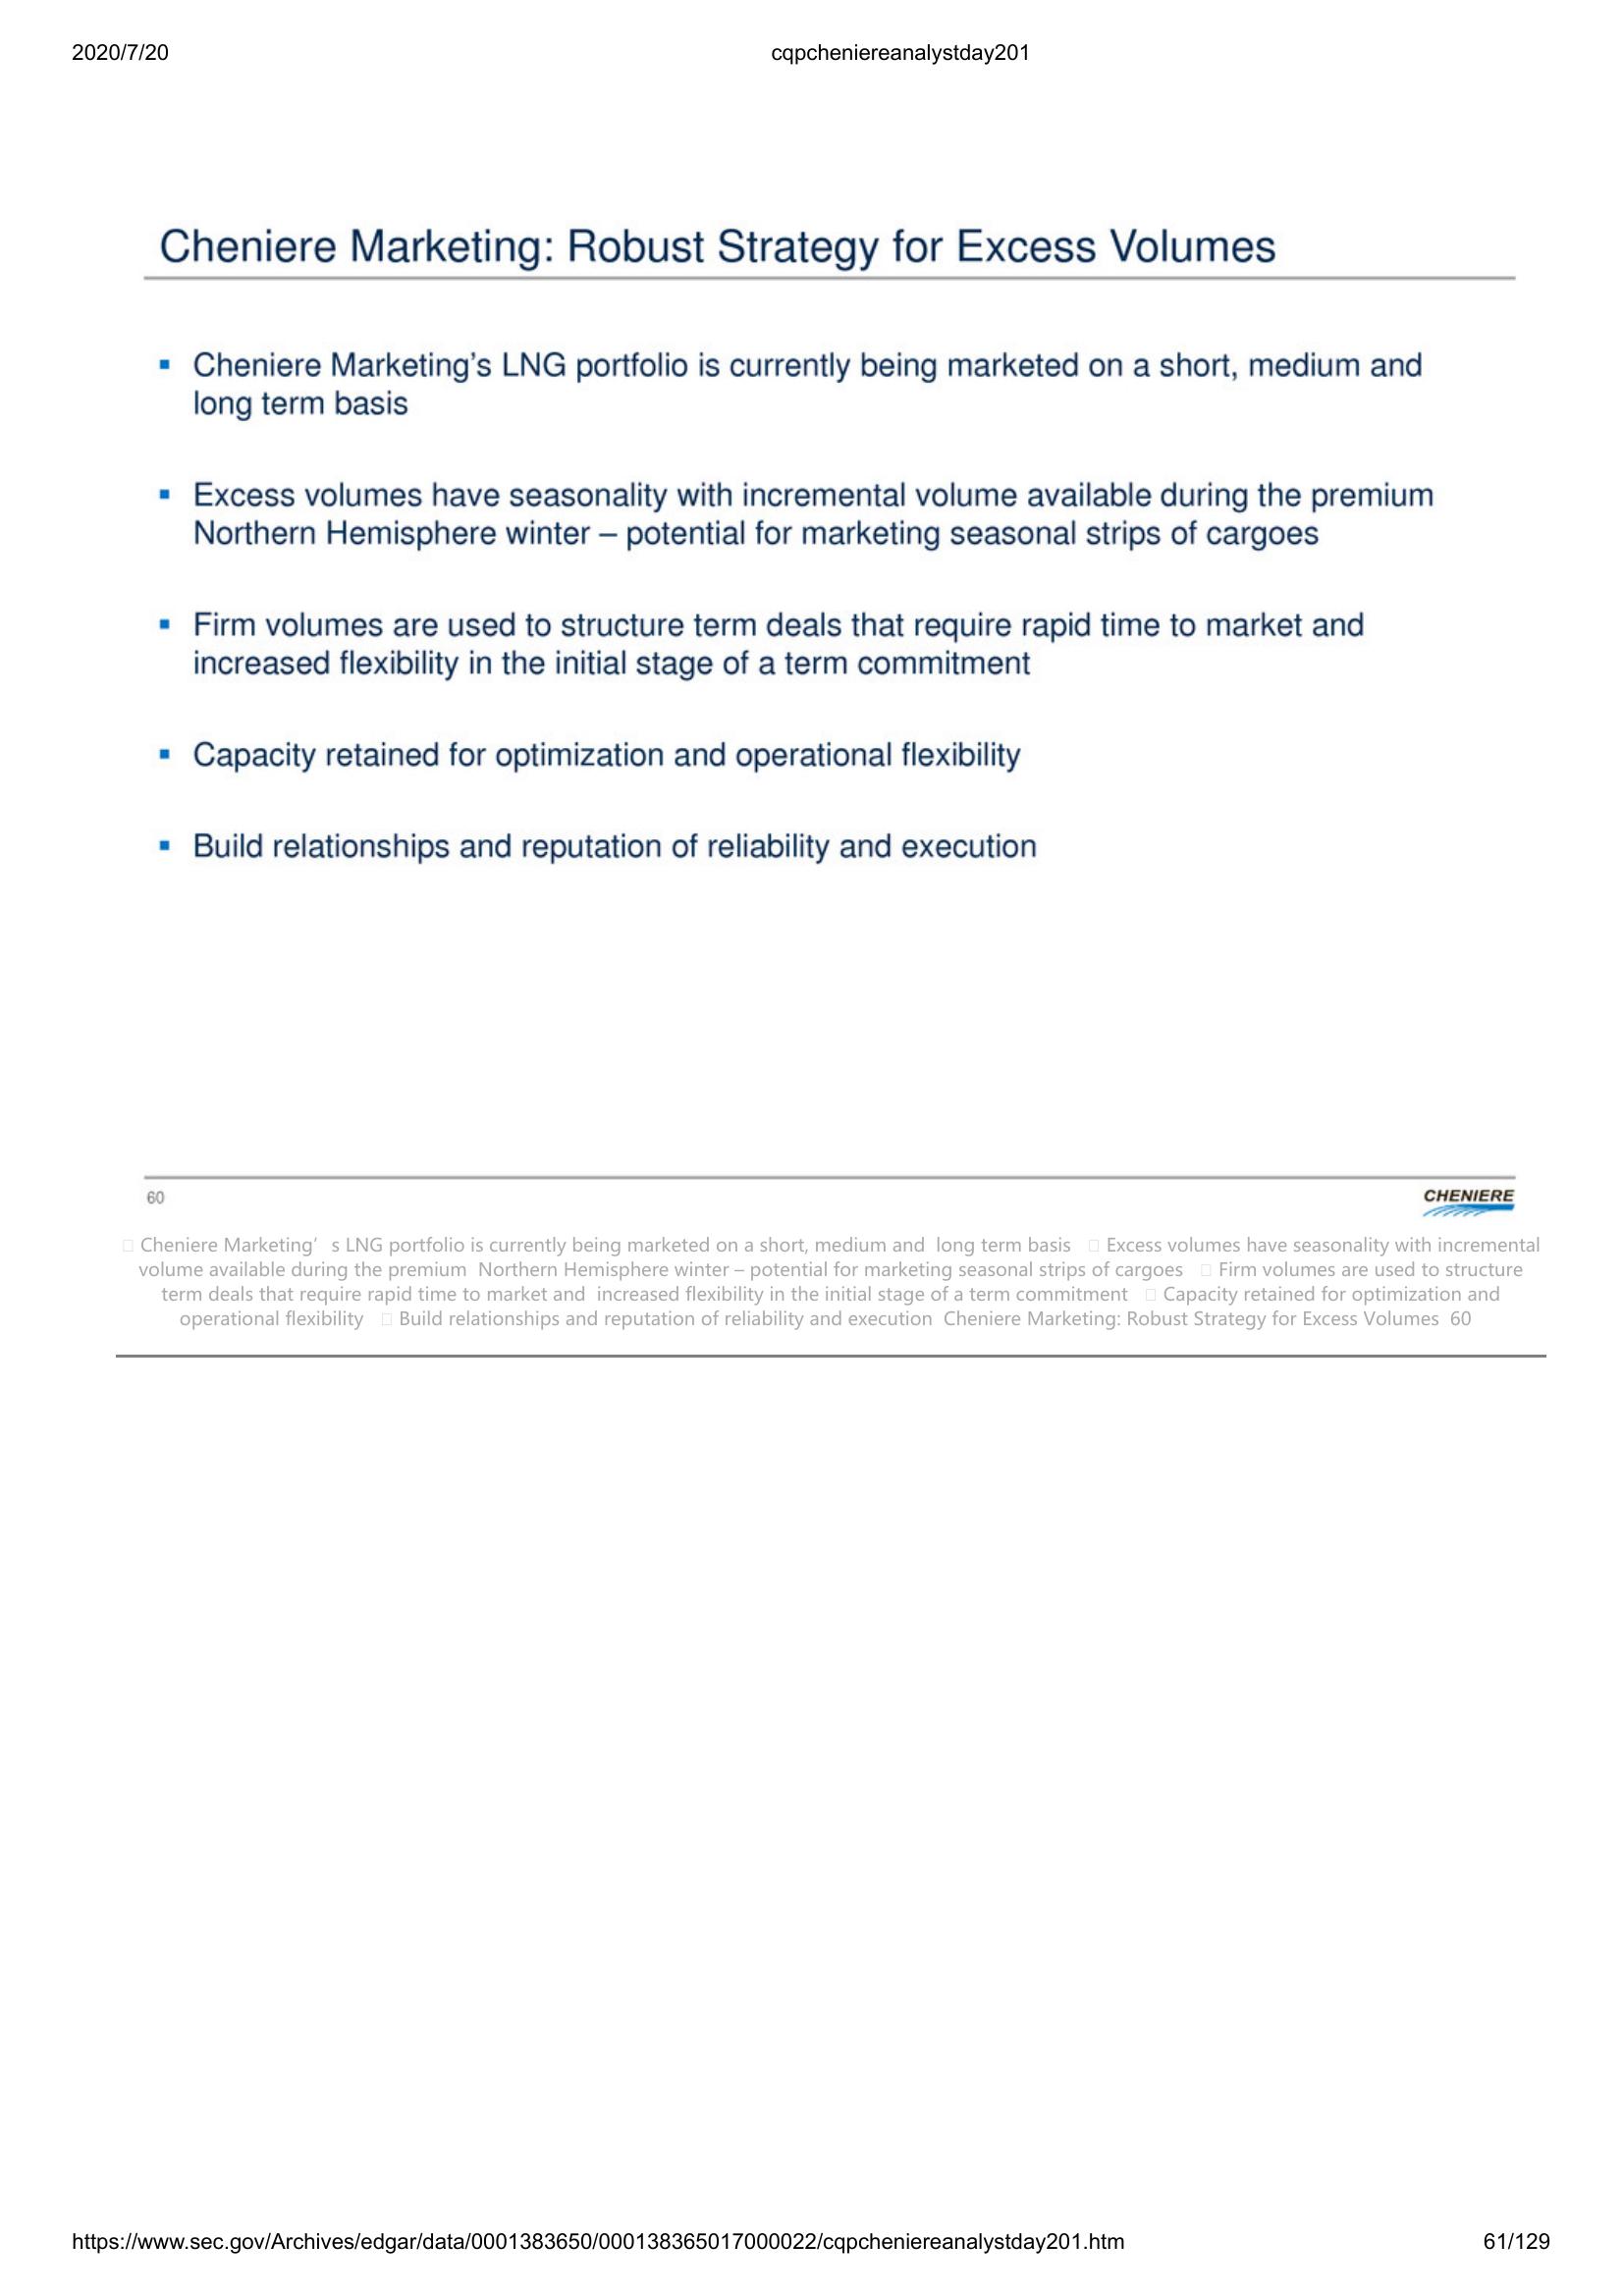 2020/7/20 cqpcheniereanalystday201
Cheniere Marketing: Robust Strategy for Excess Volumes
▪ Cheniere Marketing’s LNG portfolio is currently being marketed on a short, medium and
long term basis
▪ Excess volumes have seasonality with incremental volume available during the premium
Northern Hemisphere winter – potential for marketing seasonal strips of cargoes
▪ Firm volumes are used to structure term deals that require rapid time to market and
increased flexibility in the initial stage of a term commitment
▪ Capacity retained for optimization and operational flexibility
▪ Build relationships and reputation of reliability and execution
60 CHENIERE
□ Cheniere Marketing’ s LNG portfolio is currently being marketed on a short, medium and long term basis □ Excess volumes have seasonality with incremental
volume available during the premium Northern Hemisphere winter – potential for marketing seasonal strips of cargoes □ Firm volumes are used to structure
term deals that require rapid time to market and increased flexibility in the initial stage of a term commitment □ Capacity retained for optimization and
operational flexibility □ Build relationships and reputation of reliability and execution Cheniere Marketing: Robust Strategy for Excess Volumes 60
https://www.sec.gov/Archives/edgar/data/0001383650/000138365017000022/cqpcheniereanalystday201.htm 61/129